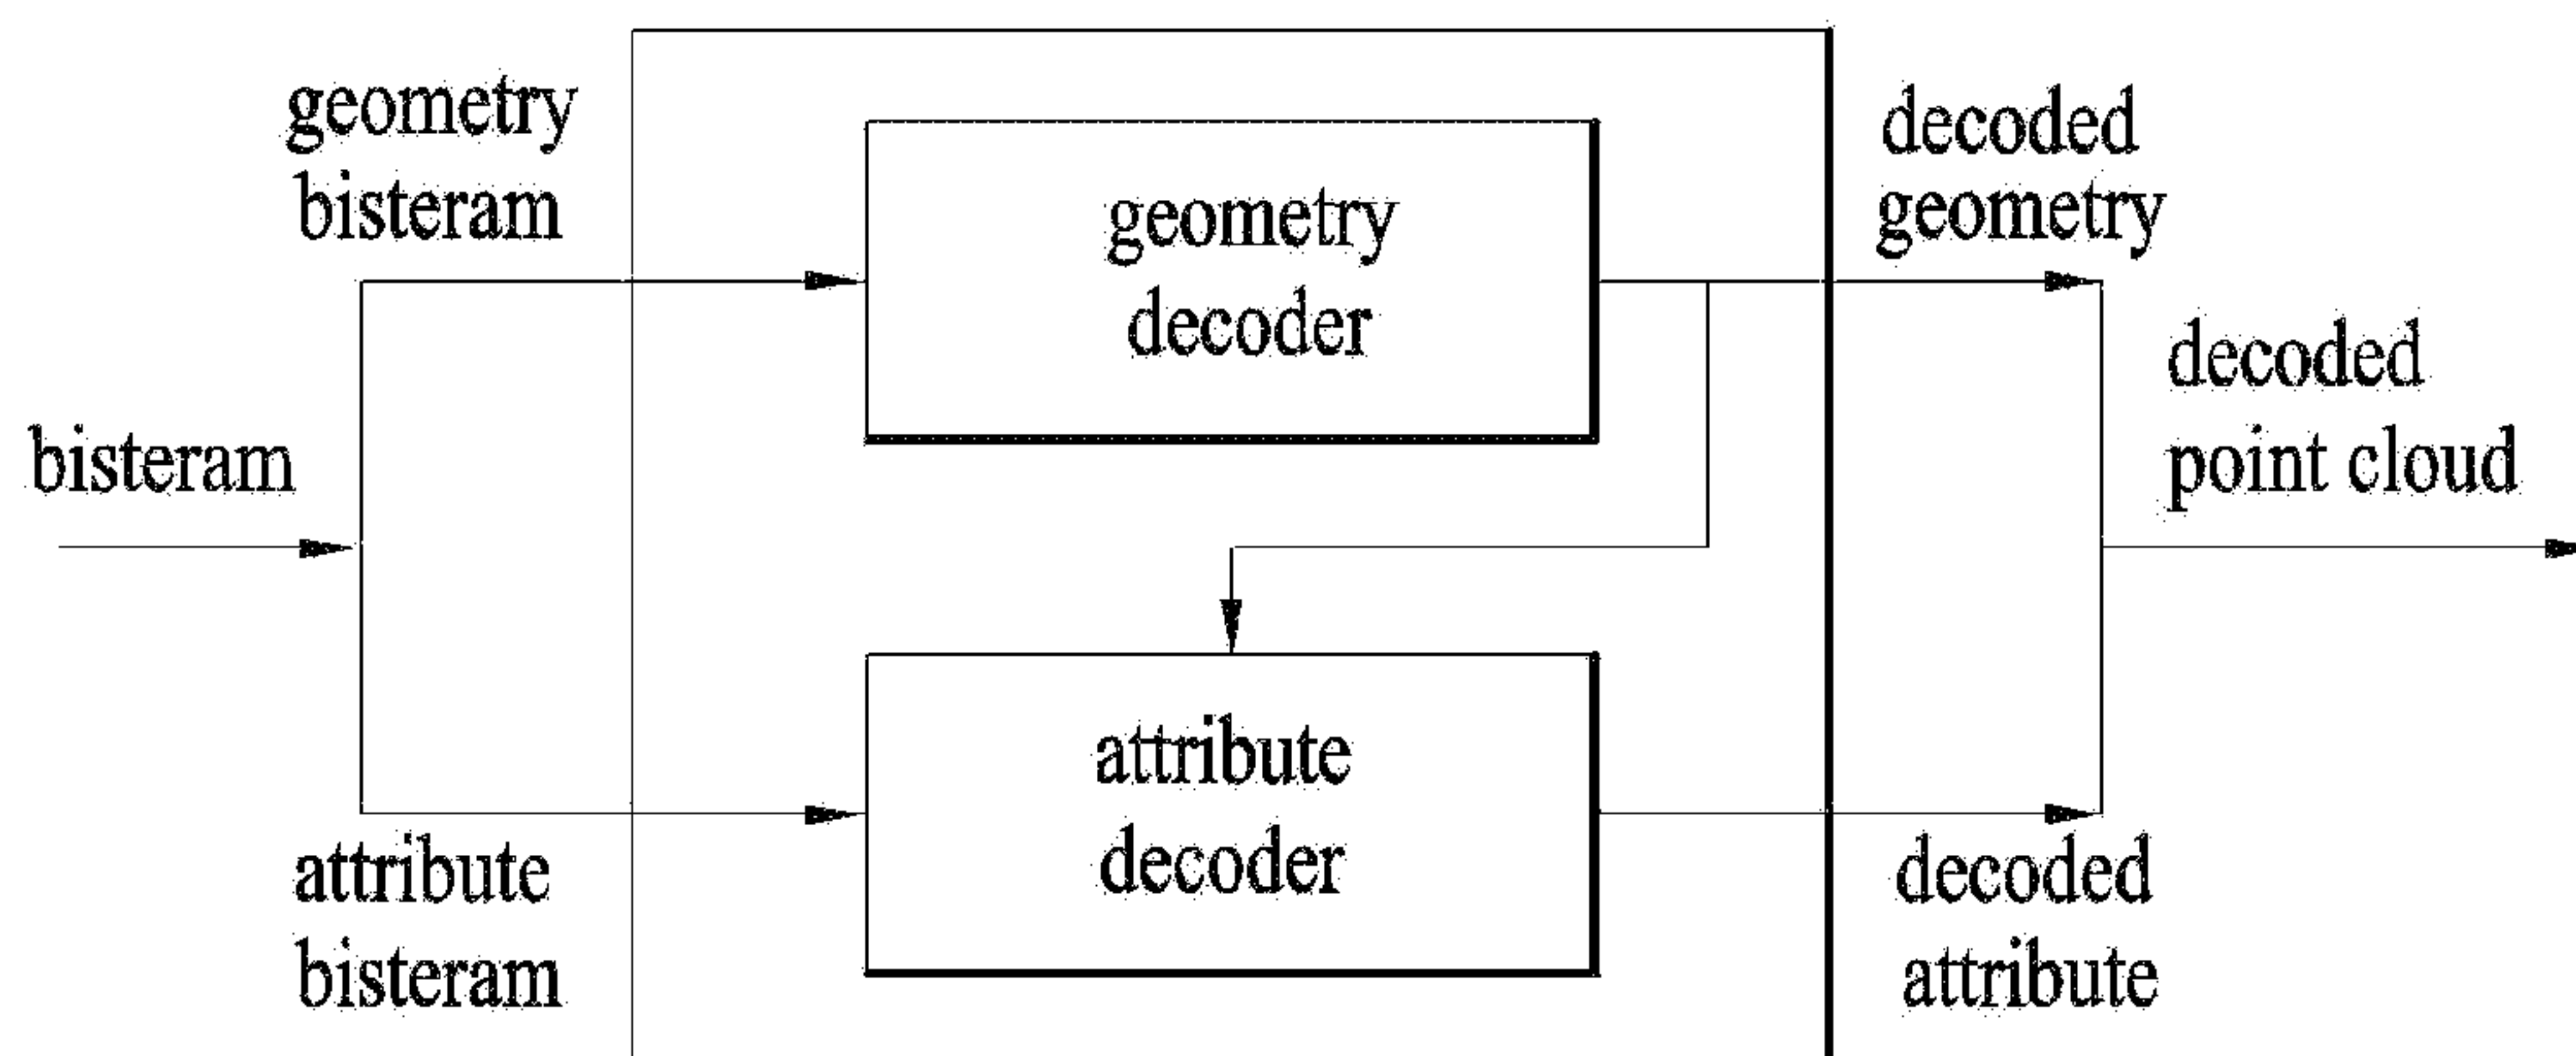 geometry
bisteram
decoded
geometry
geometry
decoder
decoded
point cloud
bisteram
attribute
decoder
attribute
bisteram
decoded
attribute